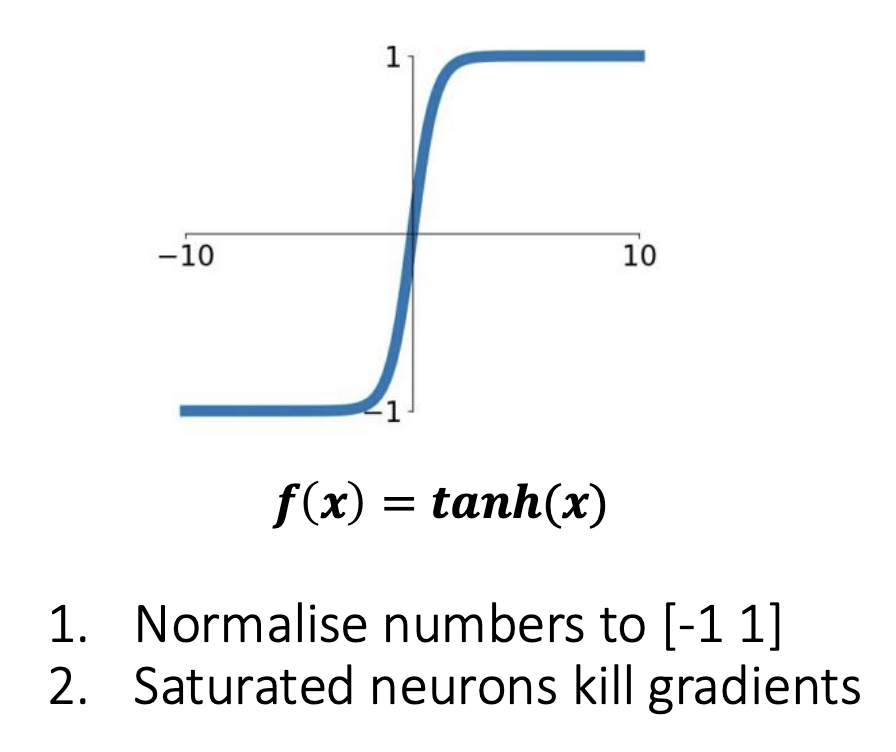 1
−10
10
−1
f(x) = tanh(x)
1. Normalise numbers to [-1 1]
2. Saturated neurons kill gradients